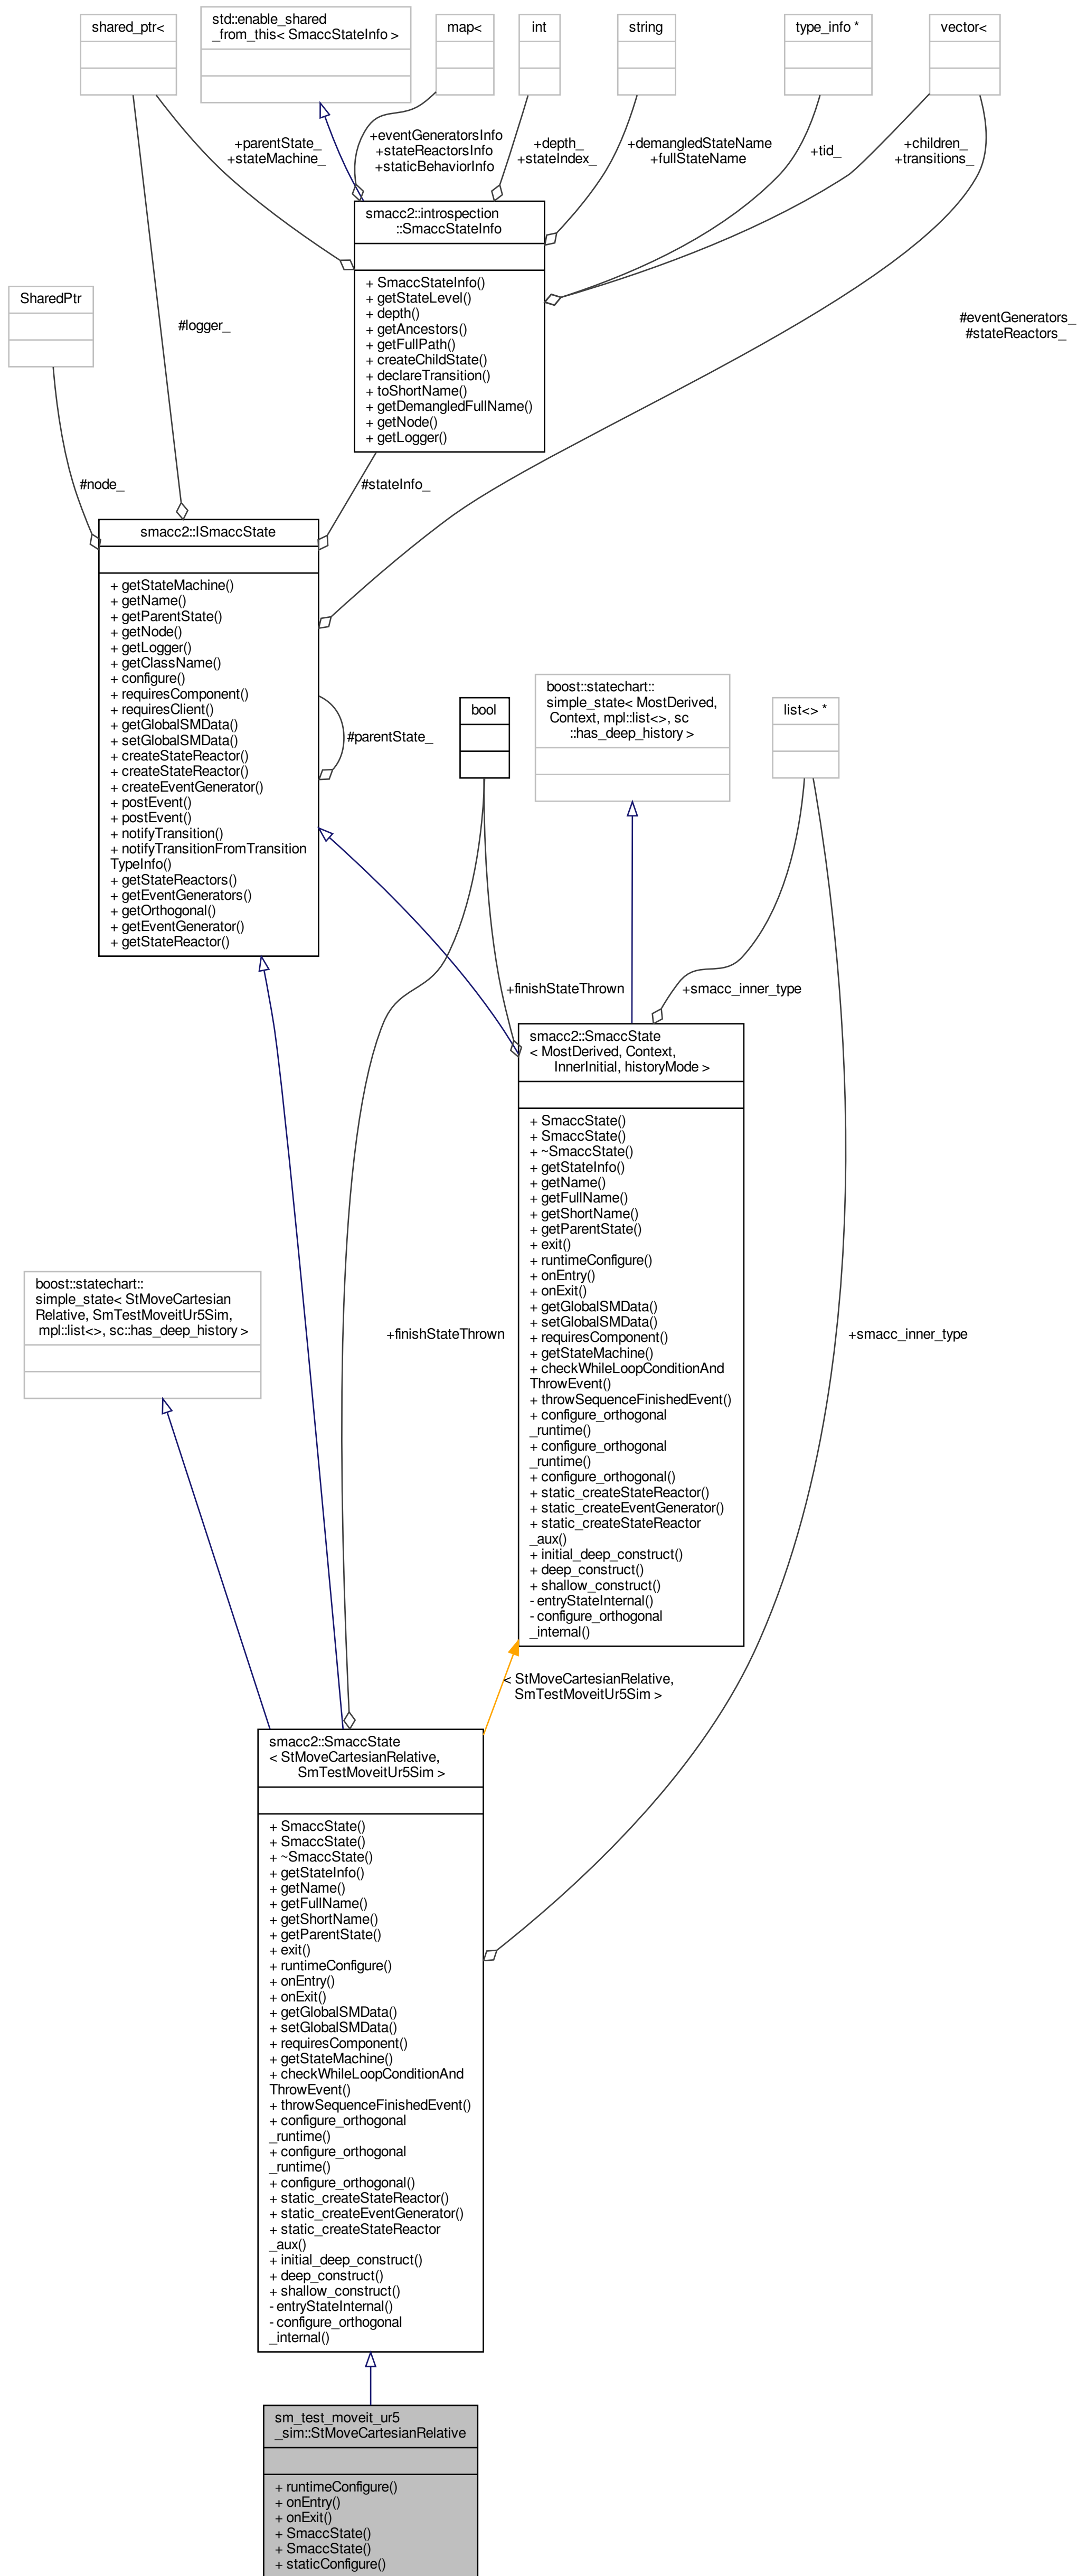 shared_ptr<
std::enable_shared
_from_this< SmaccStateInfo >
map<
int
string
type_info *
vector<
+parentState_
+stateMachine_
+eventGeneratorsInfo
+stateReactorsInfo
+staticBehaviorInfo
+depth_
+stateIndex_
+demangledStateName
+fullStateName
+tid_
+children_
+transitions_
smacc2::introspection
::SmaccStateInfo
+ SmaccStateInfo()
+ getStateLevel()
+ depth()
+ getAncestors()
+ getFullPath()
+ createChildState()
+ declareTransition()
+ toShortName()
+ getDemangledFullName()
+ getNode()
+ getLogger()
SharedPtr
#logger_
#eventGenerators_
#stateReactors_
#node_
#stateInfo_
smacc2::ISmaccState
+ getStateMachine()
+ getName()
+ getParentState()
+ getNode()
+ getLogger()
+ getClassName()
+ configure()
+ requiresComponent()
+ requiresClient()
+ getGlobalSMData()
+ setGlobalSMData()
+ createStateReactor()
+ createStateReactor()
+ createEventGenerator()
+ postEvent()
+ postEvent()
+ notifyTransition()
+ notifyTransitionFromTransition
TypeInfo()
+ getStateReactors()
+ getEventGenerators()
+ getOrthogonal()
+ getEventGenerator()
+ getStateReactor()
#parentState_
bool
boost::statechart::
simple_state< MostDerived,
Context, mpl::list<>, sc
::has_deep_history >
list<> *
+finishStateThrown
+smacc_inner_type
smacc2::SmaccState
< MostDerived, Context,
InnerInitial, historyMode >
+ SmaccState()
+ SmaccState()
+ ~SmaccState()
+ getStateInfo()
+ getName()
+ getFullName()
+ getShortName()
+ getParentState()
+ exit()
+ runtimeConfigure()
+ onEntry()
+ onExit()
+ getGlobalSMData()
+ setGlobalSMData()
+ requiresComponent()
+ getStateMachine()
+ checkWhileLoopConditionAnd
ThrowEvent()
+ throwSequenceFinishedEvent()
+ configure_orthogonal
_runtime()
+ configure_orthogonal
_runtime()
+ configure_orthogonal()
+ static_createStateReactor()
+ static_createEventGenerator()
+ static_createStateReactor
_aux()
+ initial_deep_construct()
+ deep_construct()
+ shallow_construct()
- entryStateInternal()
- configure_orthogonal
_internal()
boost::statechart::
simple_state< StMoveCartesian
Relative, SmTestMoveitUr5Sim,
mpl::list<>, sc::has_deep_history >
+finishStateThrown
+smacc_inner_type
< StMoveCartesianRelative,
SmTestMoveitUr5Sim >
smacc2::SmaccState
< StMoveCartesianRelative,
SmTestMoveitUr5Sim >
+ SmaccState()
+ SmaccState()
+ ~SmaccState()
+ getStateInfo()
+ getName()
+ getFullName()
+ getShortName()
+ getParentState()
+ exit()
+ runtimeConfigure()
+ onEntry()
+ onExit()
+ getGlobalSMData()
+ setGlobalSMData()
+ requiresComponent()
+ getStateMachine()
+ checkWhileLoopConditionAnd
ThrowEvent()
+ throwSequenceFinishedEvent()
+ configure_orthogonal
_runtime()
+ configure_orthogonal
_runtime()
+ configure_orthogonal()
+ static_createStateReactor()
+ static_createEventGenerator()
+ static_createStateReactor
_aux()
+ initial_deep_construct()
+ deep_construct()
+ shallow_construct()
- entryStateInternal()
- configure_orthogonal
_internal()
sm_test_moveit_ur5
_sim::StMoveCartesianRelative
+ runtimeConfigure()
+ onEntry()
+ onExit()
+ SmaccState()
+ SmaccState()
+ staticConfigure()